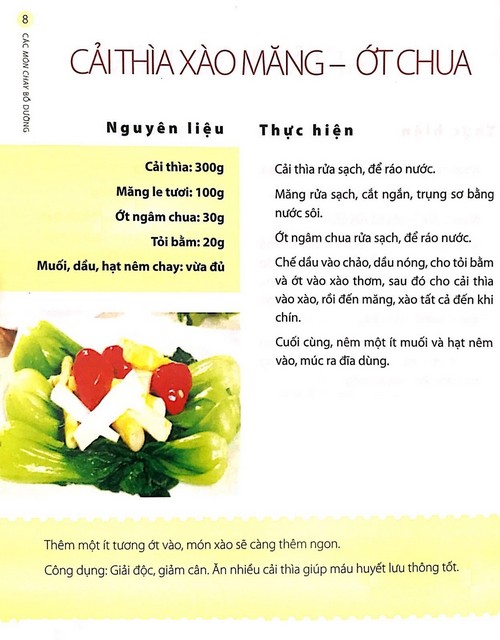 8
CÁC MÓN CHAY BỔ DƯỠNG
CẢI THÌA XÀO MĂNG – ỚT CHUA
Nguyên liệu
Cải thìa: 300g
Măng le tươi: 100g
Ớt ngâm chua: 30g
Tỏi bằm: 20g
Muối, dầu, hạt nêm chay: vừa đủ
Thực hiện
Cải thìa rửa sạch, để ráo nước.
Măng rửa sạch, cắt ngắn, trụng sơ bằng
nước sôi.
Ớt ngâm chua rửa sạch, để ráo nước.
Chế dầu vào chảo, dầu nóng, cho tỏi bằm
và ớt vào xào thơm, sau đó cho cải thìa
vào xào, rồi đến măng, xào tất cả đến khi
chín.
Cuối cùng, nêm một ít muối và hạt nêm
vào, múc ra đĩa dùng.
Thêm một ít tương ớt vào, món xào sẽ càng thêm ngon.
Công dụng: Giải độc, giảm cân. Ăn nhiều cải thìa giúp máu huyết lưu thông tốt.